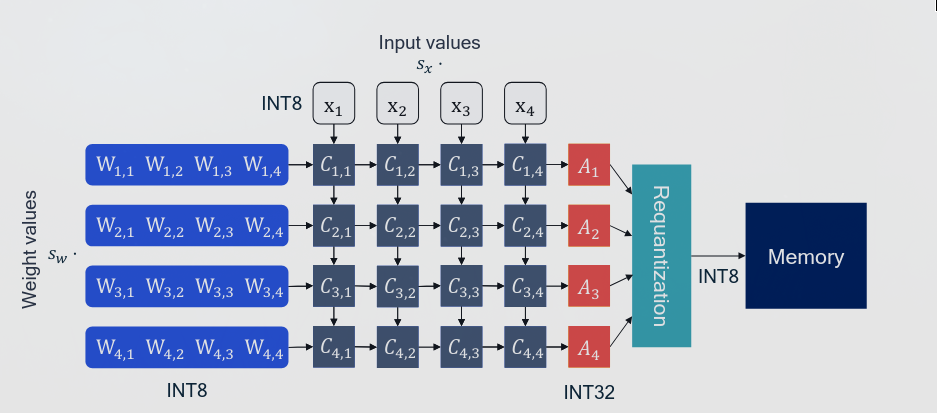 Input values
s_x ·
INT8 x_1 x_2 x_3 x_4
W_{1,1} W_{1,2} W_{1,3} W_{1,4} C_{1,1} C_{1,2} C_{1,3} C_{1,4} A_1
W_{2,1} W_{2,2} W_{2,3} W_{2,4} C_{2,1} C_{2,2} C_{2,3} C_{2,4} A_2
W_{3,1} W_{3,2} W_{3,3} W_{3,4} C_{3,1} C_{3,2} C_{3,3} C_{3,4} A_3
W_{4,1} W_{4,2} W_{4,3} W_{4,4} C_{4,1} C_{4,2} C_{4,3} C_{4,4} A_4
Weight values
s_w ·
INT8
INT32
Requantization
INT8
Memory